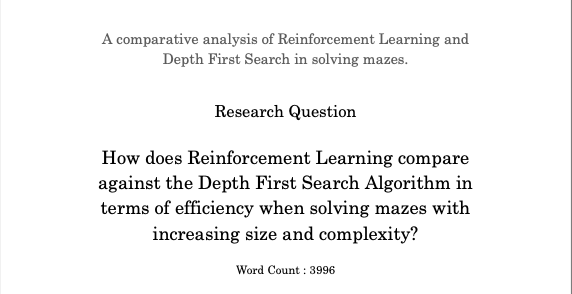 A comparative analysis of Reinforcement Learning and
Depth First Search in solving mazes.
Research Question
How does Reinforcement Learning compare
against the Depth First Search Algorithm in
terms of efficiency when solving mazes with
increasing size and complexity?
Word Count : 3996